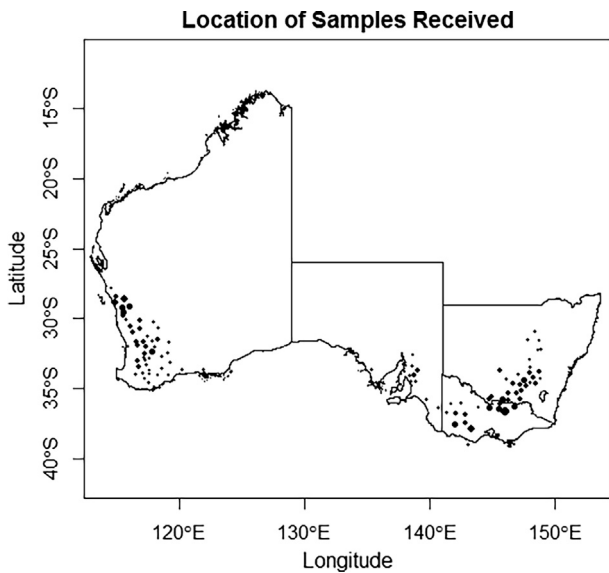 Location of Samples Received
Latitude
15°S
20°S
25°S
30°S
35°S
40°S
120°E
130°E
140°E
150°E
Longitude